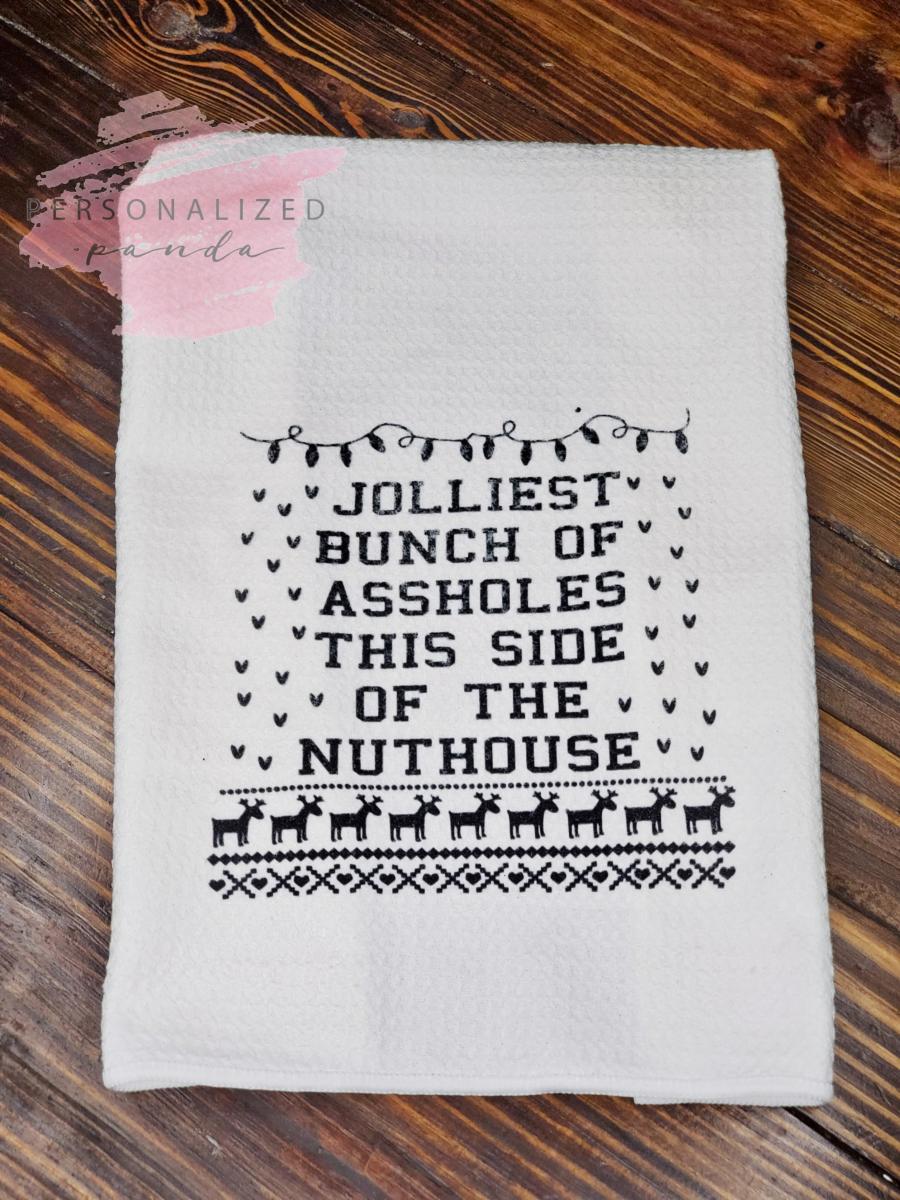 PERSONALIZED
panda
JOLLIEST
BUNCH OF
ASSHOLES
THIS SIDE
OF THE
NUTHOUSE